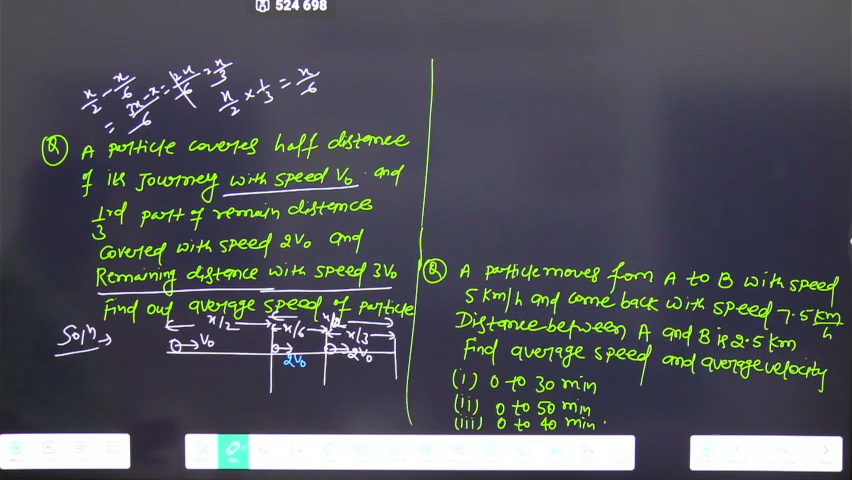 524 698
x/2 - x/6
= 3x-x/6 = 2x/6 = x/3
x/2 × 1/3 = x/6
Q A particle covers half distance
of its Journey with speed V₀ and
1/3rd part of remain distances
Covered with speed 2V₀ and
Remaining distance with speed 3V₀
Find out average speed of particle
Soln →
x/2
x/6
x/3
V₀
2V₀
2V₀
Q A particle moves from A to B with speed
5 Km/h and come back with speed 7.5 Km/h
Distance between A and B is 2.5 Km
Find average speed and average velocity
(i) 0 to 30 min
(ii) 0 to 50 min
(iii) 0 to 40 min.